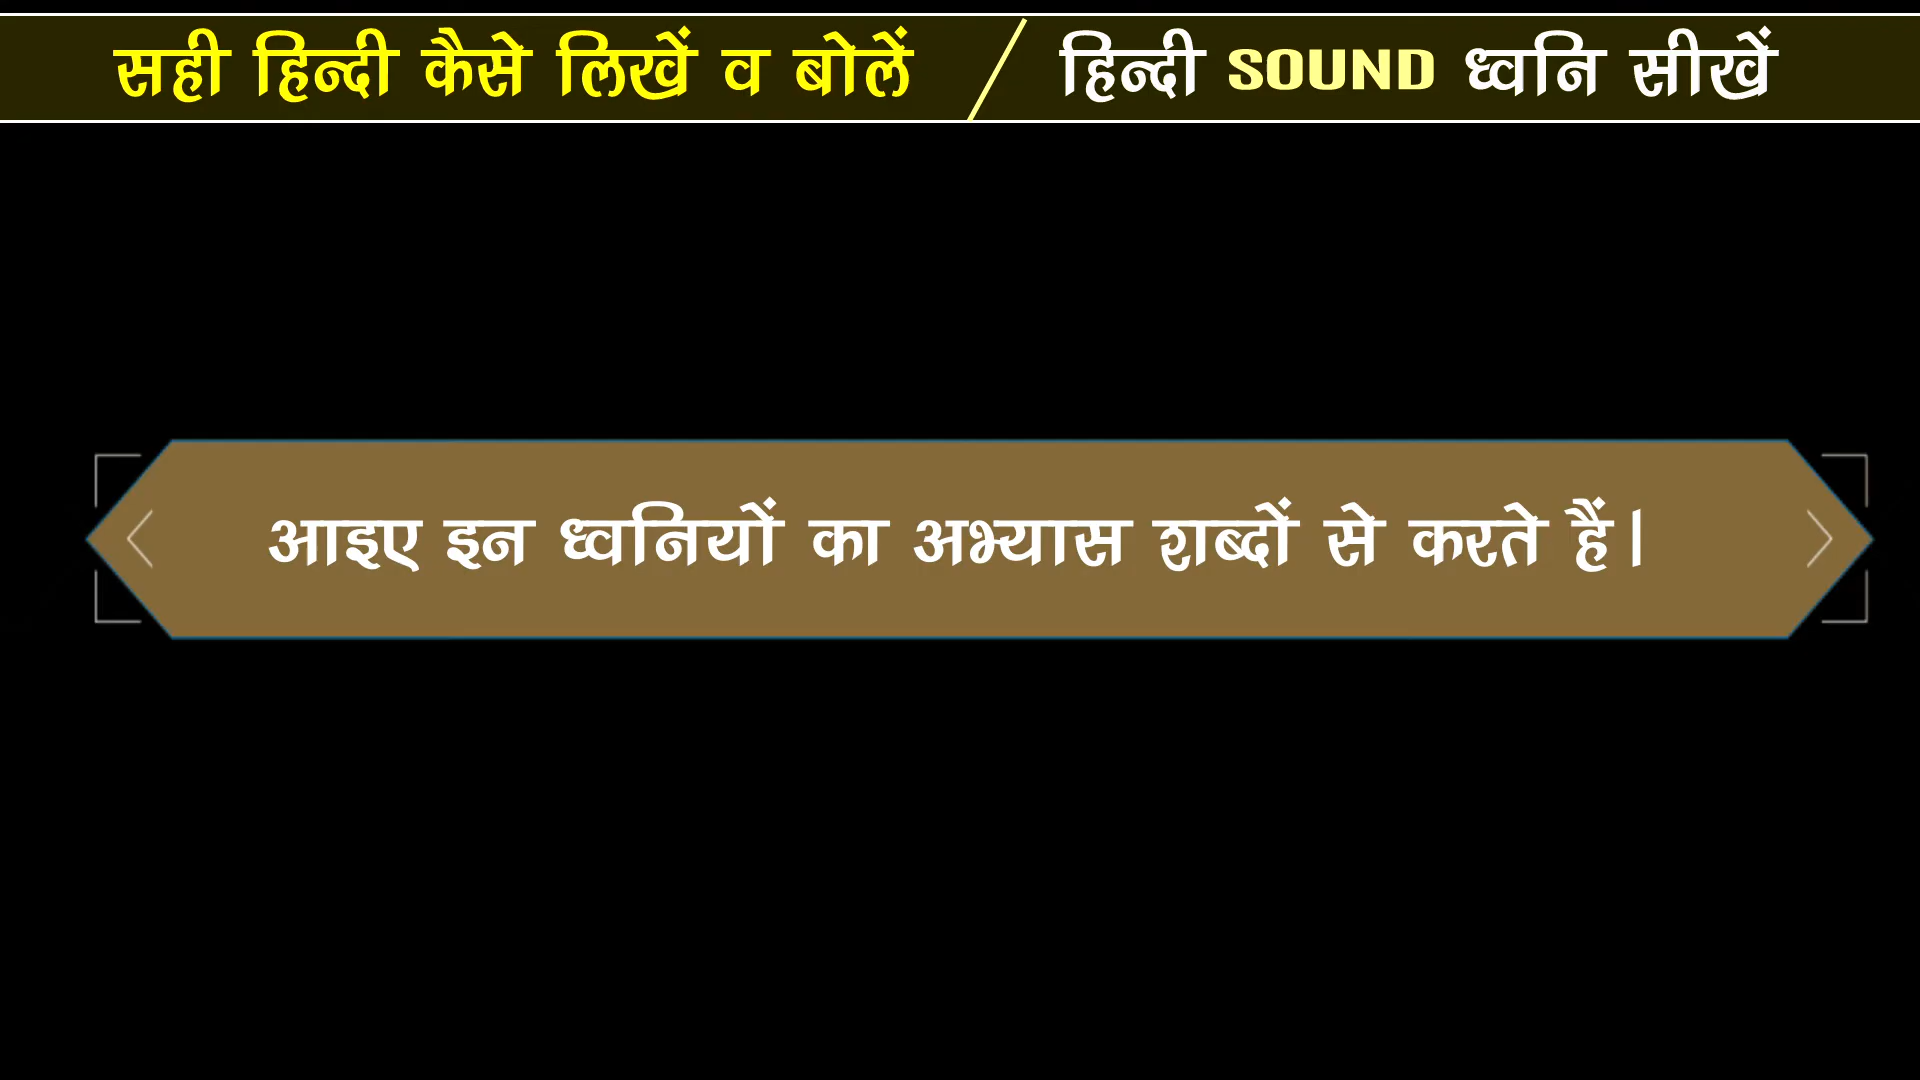 सही हिन्दी कैसे लिखें व बोलें / हिन्दी SOUND ध्वनि सीखें
आइए इन ध्वनियों का अभ्यास शब्दों से करते हैं।